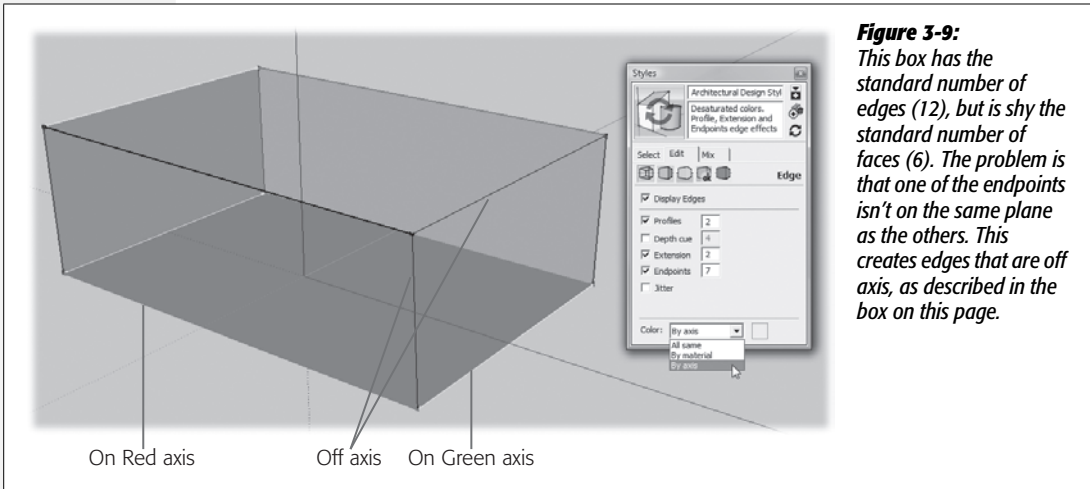 Styles
Architectural Design Styl
Desaturated colors.
Profile, Extension and
Endpoints edge effects
Select Edit Mix
Edge
Display Edges
Profiles 2
Depth cue 4
Extension 2
Endpoints 7
Jitter
Color: By axis
All same
By material
By axis
On Red axis
Off axis
On Green axis
Figure 3-9:
This box has the
standard number of
edges (12), but is shy the
standard number of
faces (6). The problem is
that one of the endpoints
isn't on the same plane
as the others. This
creates edges that are off
axis, as described in the
box on this page.